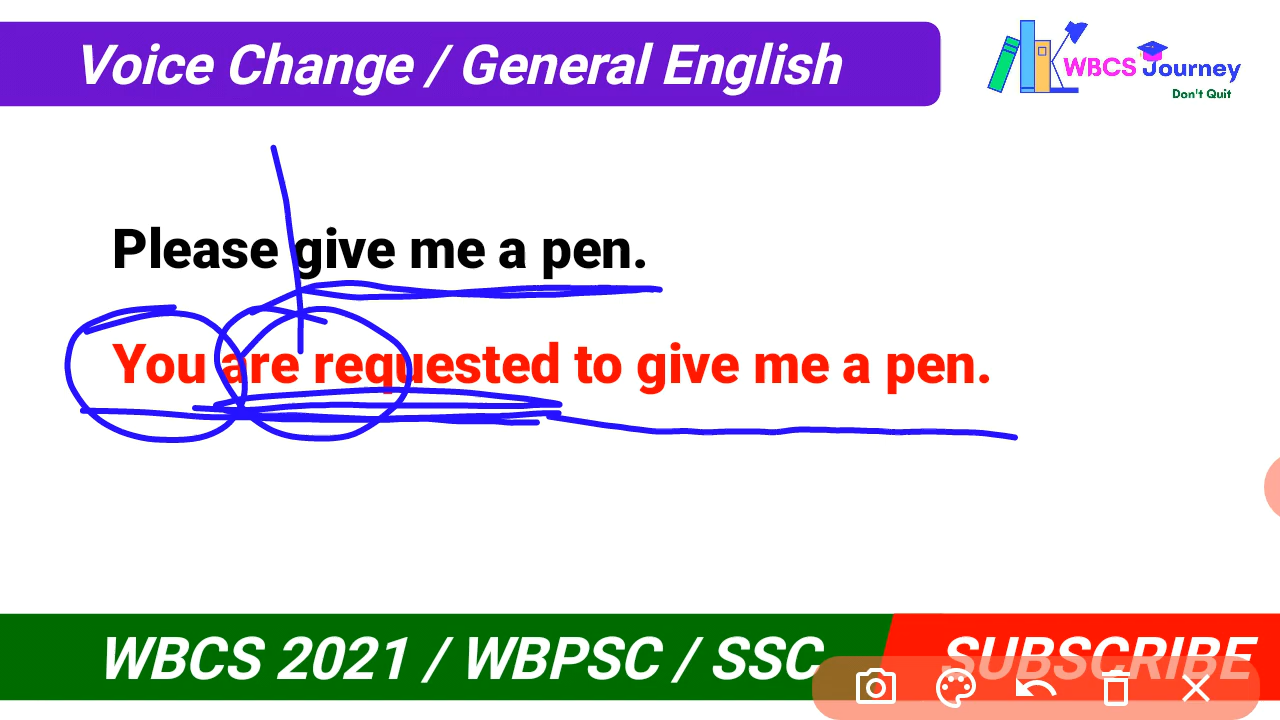 Voice Change / General English
WBCS Journey
Don't Quit
Please give me a pen.
You are requested to give me a pen.
WBCS 2021 / WBPSC / SSC
SUBSCRIBE